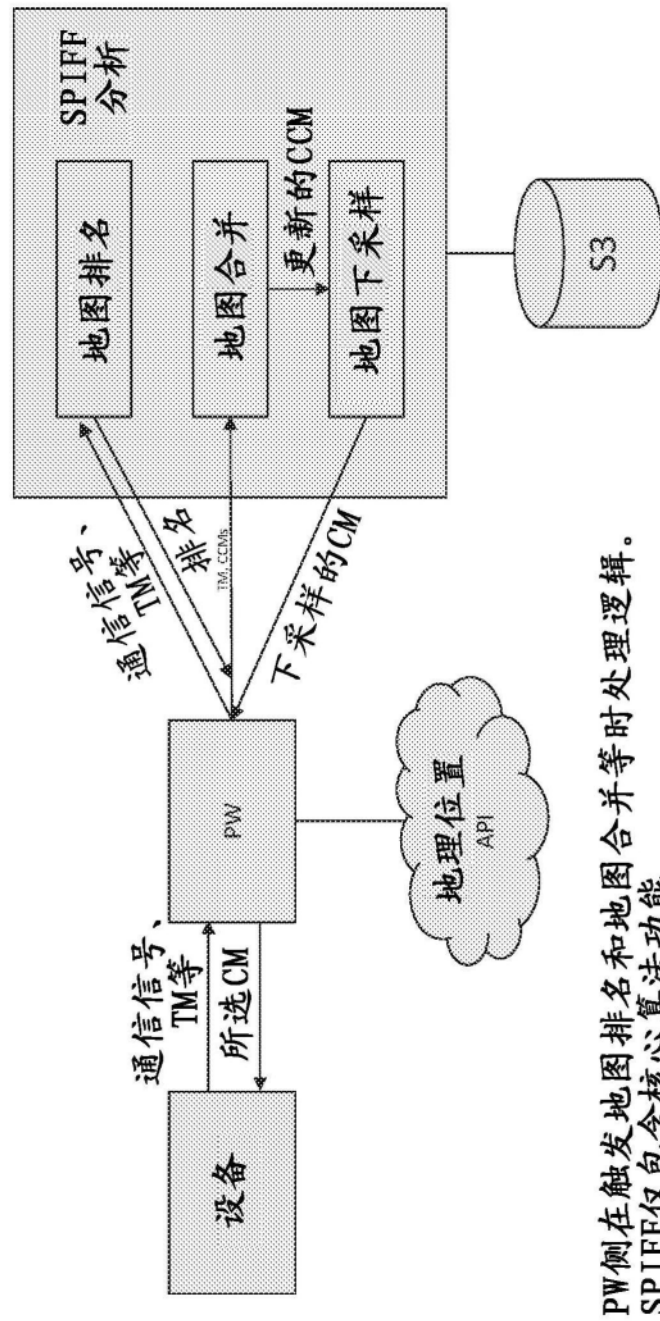 设备
通信信号、
TM等
所选CM
PW
地理位置
API
通信信号、
TM等
排名
TM, CCMs
下采样的CM
SPIFF
分析
地图排名
地图合并
更新的CCM
地图下采样
S3
PW侧在触发地图排名和地图合并等时处理逻辑。
SPIFF仅包含核心算法功能